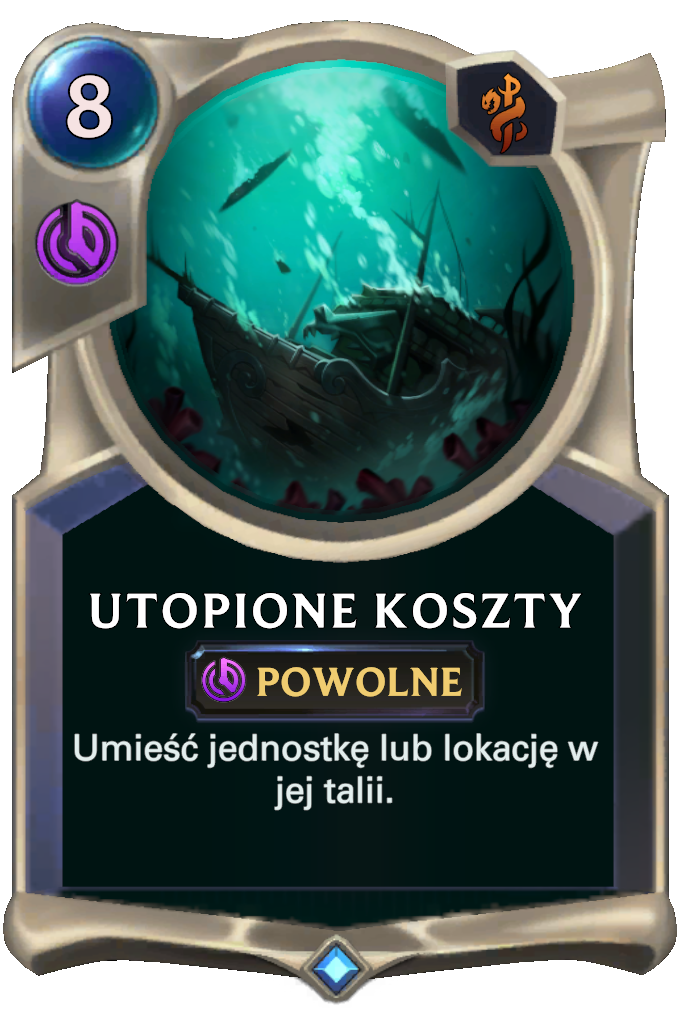 8
UTOPIONE KOSZTY
POWOLNE
Umieść jednostkę lub lokację w
jej talii.